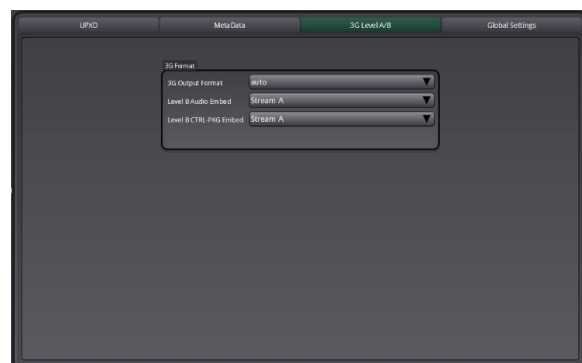 UPXD MetaData 3G Level A/B Global Settings
3G Format
3G Output Format auto
Level B Audio Embed Stream A
Level B CTRL-PKG Embed Stream A